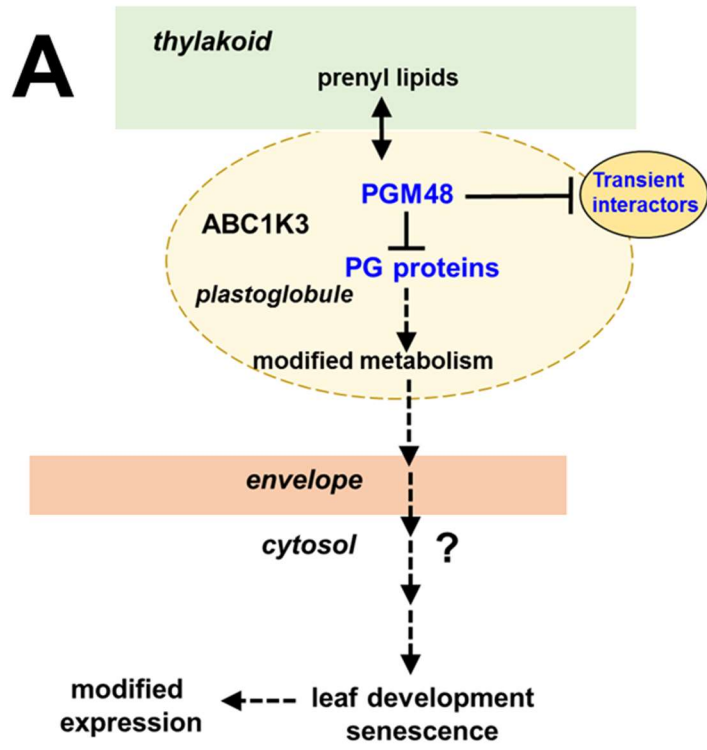 A
thylakoid
prenyl lipids
PGM48
Transient
interactors
ABC1K3
PG proteins
plastoglobule
modified metabolism
envelope
cytosol
?
modified
expression
leaf development
senescence